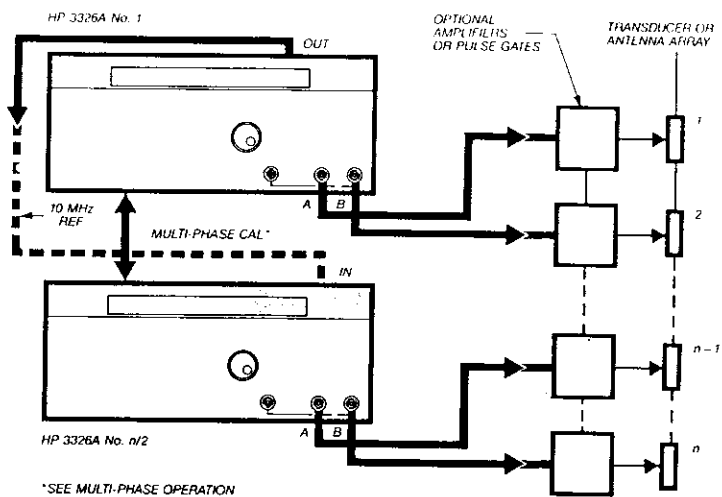 HP 3326A No. 1
OUT
OPTIONAL
AMPLIFIERS
OR PULSE GATES
TRANSDUCER OR
ANTENNA ARRAY
1
A B
10 MHz
REF
MULTI-PHASE CAL*
2
IN
n-1
A B
HP 3326A No. n/2
n
*SEE MULTI-PHASE OPERATION